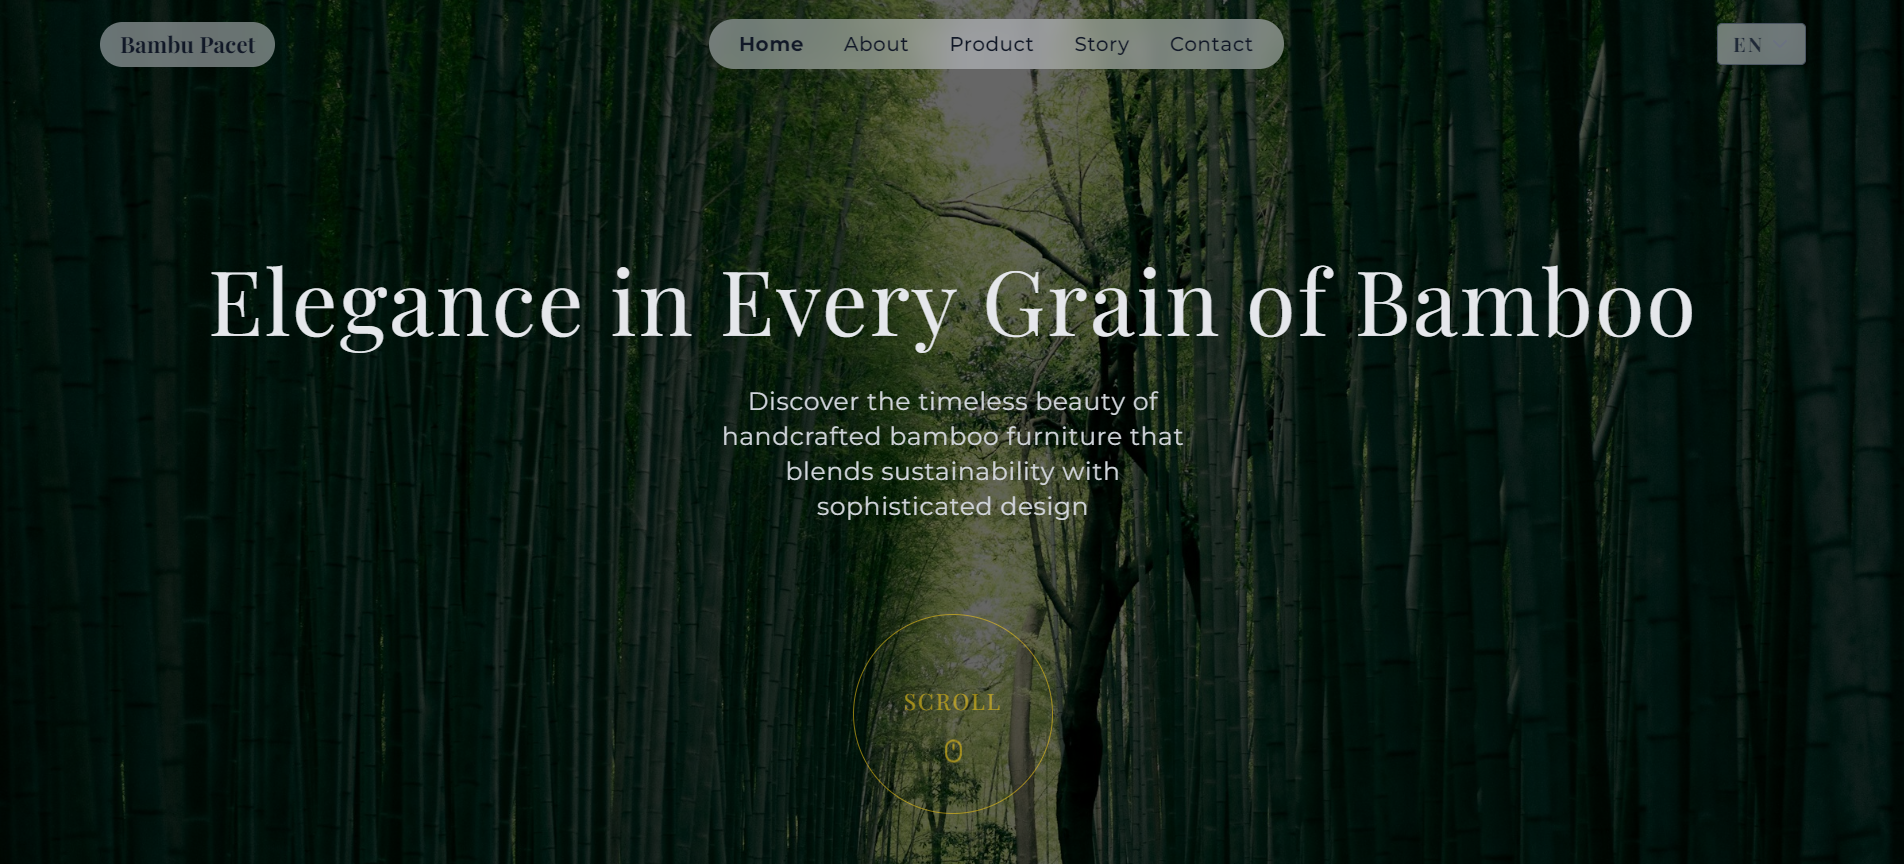 Bambu Pacet
Home About Product Story Contact
EN
Elegance in Every Grain of Bamboo
Discover the timeless beauty of
handcrafted bamboo furniture that
blends sustainability with
sophisticated design
SCROLL